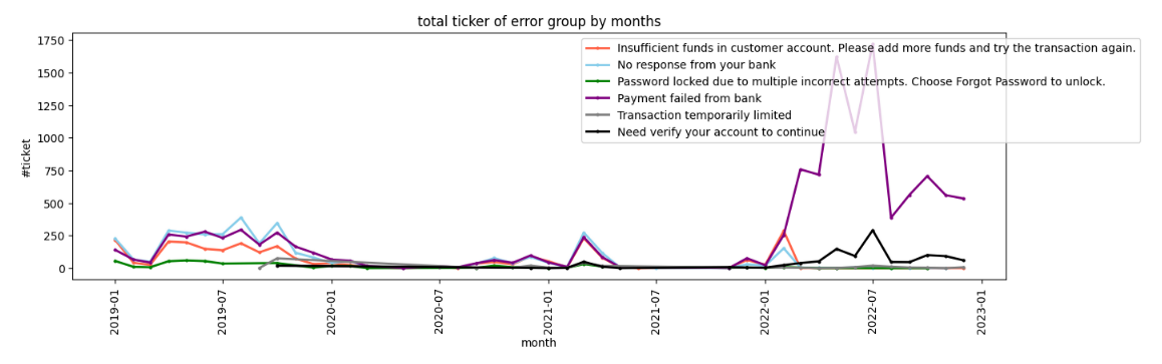 total ticker of error group by months
1750
1500
1250
1000
750
500
250
0
#ticket
Insufficient funds in customer account. Please add more funds and try the transaction again.
No response from your bank
Password locked due to multiple incorrect attempts. Choose Forgot Password to unlock.
Payment failed from bank
Transaction temporarily limited
Need verify your account to continue
2019-01
2019-07
2020-01
2020-07
2021-01
2021-07
2022-01
2022-07
2023-01
month